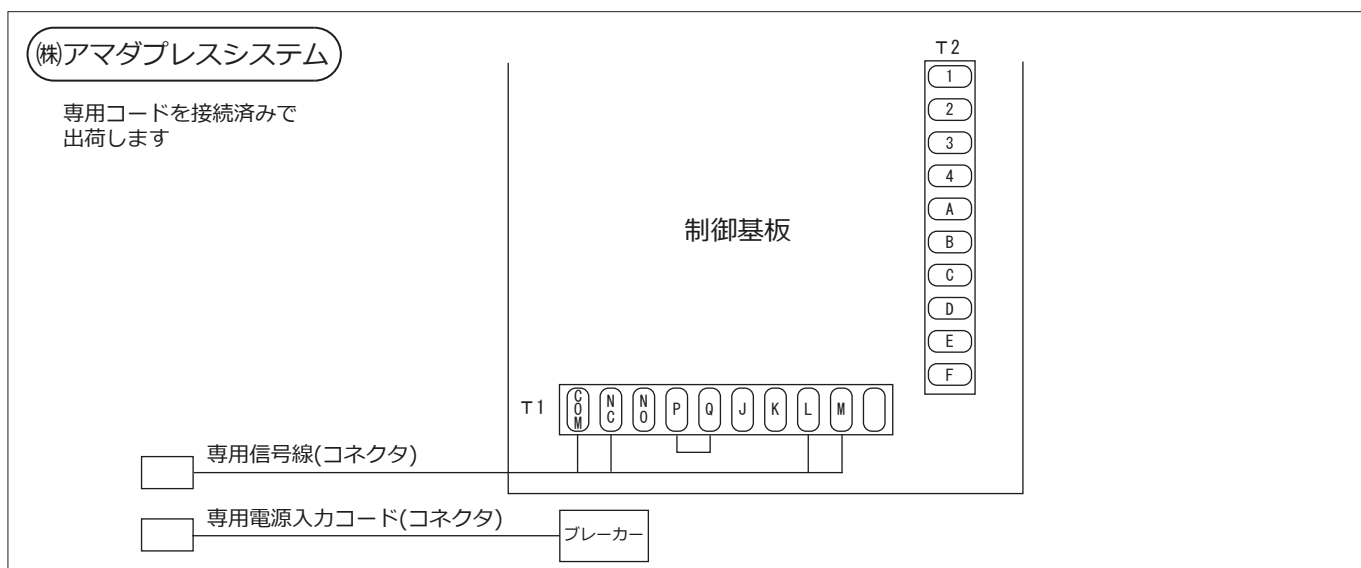 ㈱アマダプレスシステム
専用コードを接続済みで
出荷します
制御基板
T2
1
2
3
4
A
B
C
D
E
F
T1
COM
NC
NO
P
Q
J
K
L
M
専用信号線(コネクタ)
専用電源入力コード(コネクタ)
ブレーカー